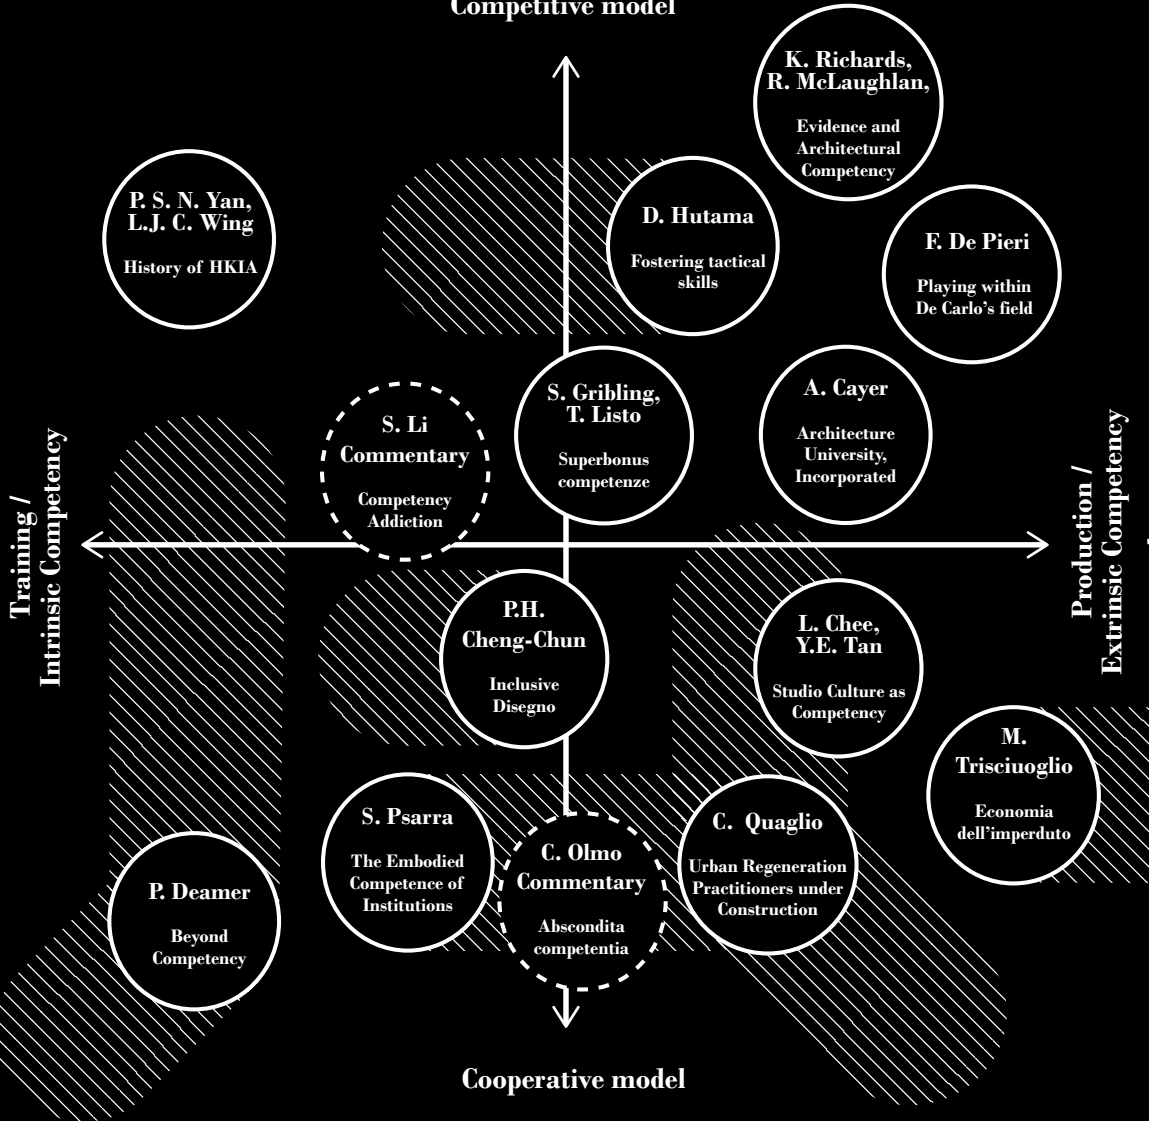 Competitive model
K. Richards,
R. McLaughlan,
Evidence and
Architectural
Competency
P. S. N. Yan,
L.J. C. Wing
History of HKIA
D. Hutama
Fostering tactical
skills
F. De Pieri
Playing within
De Carlo's field
S. Gribling,
T. Listo
Superbonus
competenze
A. Cayer
Architecture
University,
Incorporated
S. Li
Commentary
Competency
Addiction
Training /
Intrinsic Competency
Production /
Extrinsic Competency
P.H.
Cheng-Chun
Inclusive
Disegno
L. Chee,
Y.E. Tan
Studio Culture as
Competency
M.
Trisciuoglio
Economia
dell'imperduto
S. Psarra
The Embodied
Competence of
Institutions
C. Olmo
Commentary
Abscondita
competentia
C. Quaglio
Urban Regeneration
Practitioners under
Construction
P. Deamer
Beyond
Competency
Cooperative model